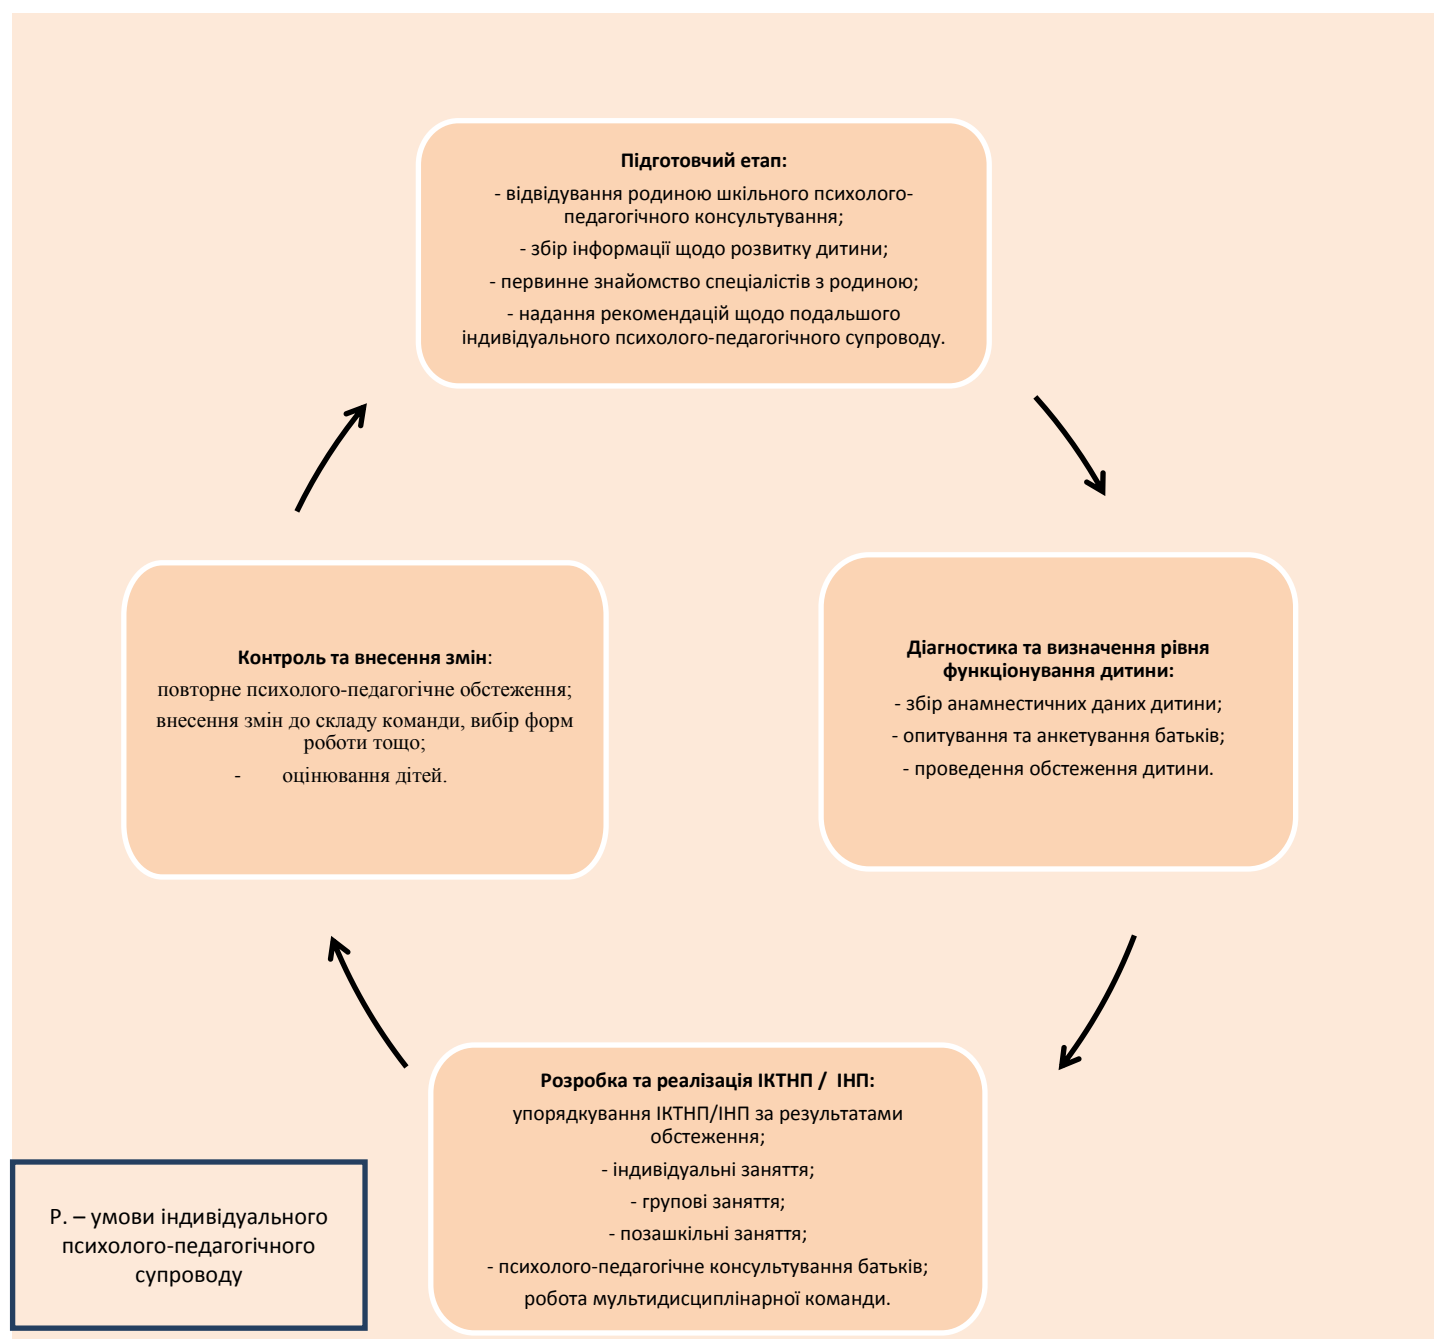 Підготовчий етап:
- відвідування родиною шкільного психолого-
педагогічного консультування;
- збір інформації щодо розвитку дитини;
- первинне знайомство спеціалістів з родиною;
- надання рекомендацій щодо подальшого
індивідуального психолого-педагогічного супроводу.
Діагностика та визначення рівня
функціонування дитини:
- збір анамнестичних даних дитини;
- опитування та анкетування батьків;
- проведення обстеження дитини.
Розробка та реалізація ІКТНП / ІНП:
упорядкування ІКТНП/ІНП за результатами
обстеження;
- індивідуальні заняття;
- групові заняття;
- позашкільні заняття;
- психолого-педагогічне консультування батьків;
робота мультидисциплінарної команди.
Контроль та внесення змін:
повторне психолого-педагогічне обстеження;
внесення змін до складу команди, вибір форм
роботи тощо;
- оцінювання дітей.
Р. – умови індивідуального
психолого-педагогічного
супроводу